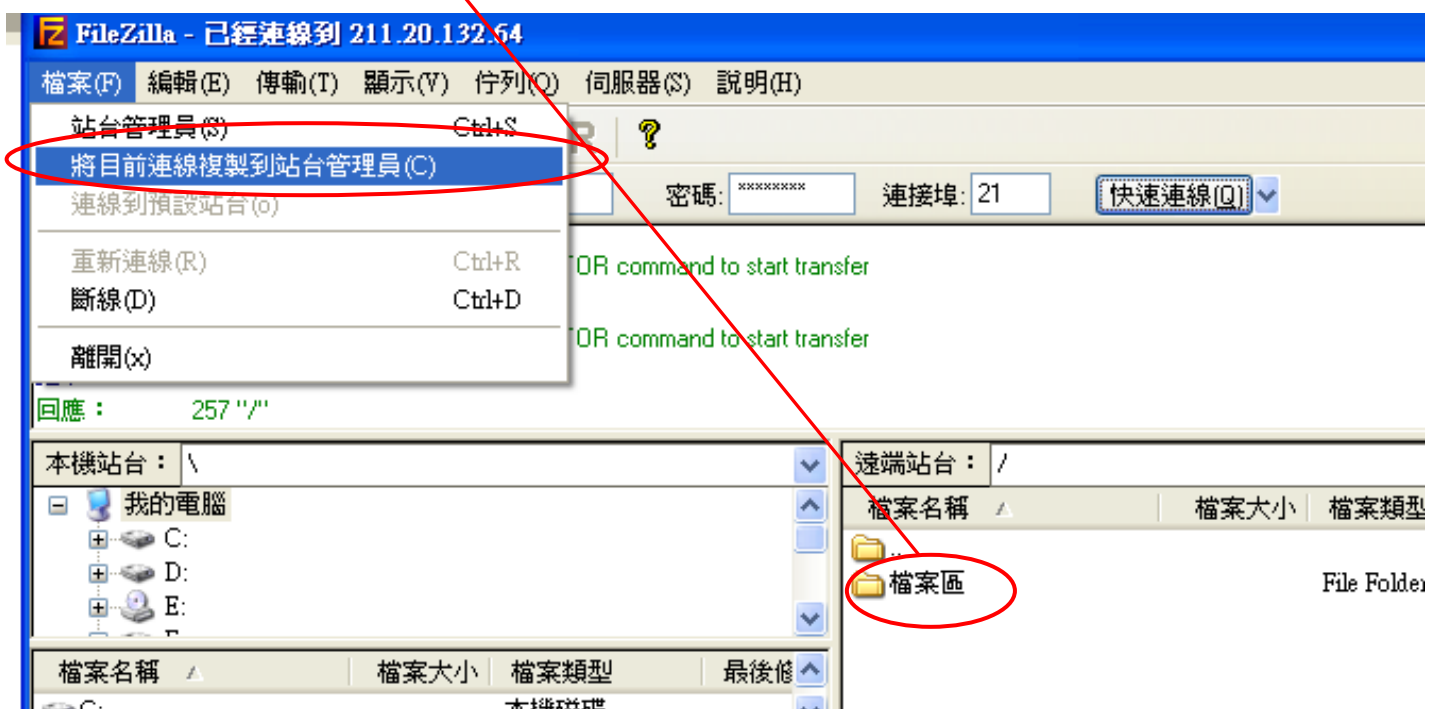 FileZilla - 已經連線到 211.20.132.64
檔案(F) 編輯(E) 傳輸(T) 顯示(V) 佇列(Q) 伺服器(S) 說明(H)
站台管理員(S) Ctrl+S
將目前連線複製到站台管理員(C)
密碼: ******** 連接埠: 21 快速連線(Q)
連線到預設站台(o)
重新連線(R) Ctrl+R
TOR command to start transfer
斷線(D) Ctrl+D
TOR command to start transfer
離開(x)
回應： 257 "/"
本機站台： \
遠端站台： /
我的電腦
C:
D:
E:
檔案名稱 檔案大小 檔案類型
..
檔案區 File Folder
檔案名稱 檔案大小 檔案類型 最後修
C: 本機磁碟